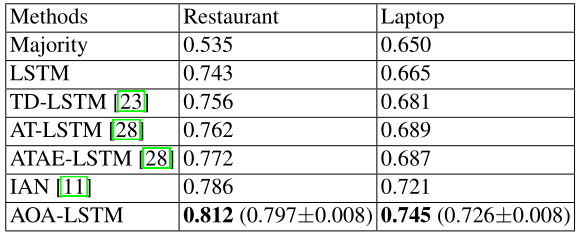 Methods Restaurant Laptop
Majority 0.535 0.650
LSTM 0.743 0.665
TD-LSTM [23] 0.756 0.681
AT-LSTM [28] 0.762 0.689
ATAE-LSTM [28] 0.772 0.687
IAN [11] 0.786 0.721
AOA-LSTM 0.812 (0.797±0.008) 0.745 (0.726±0.008)